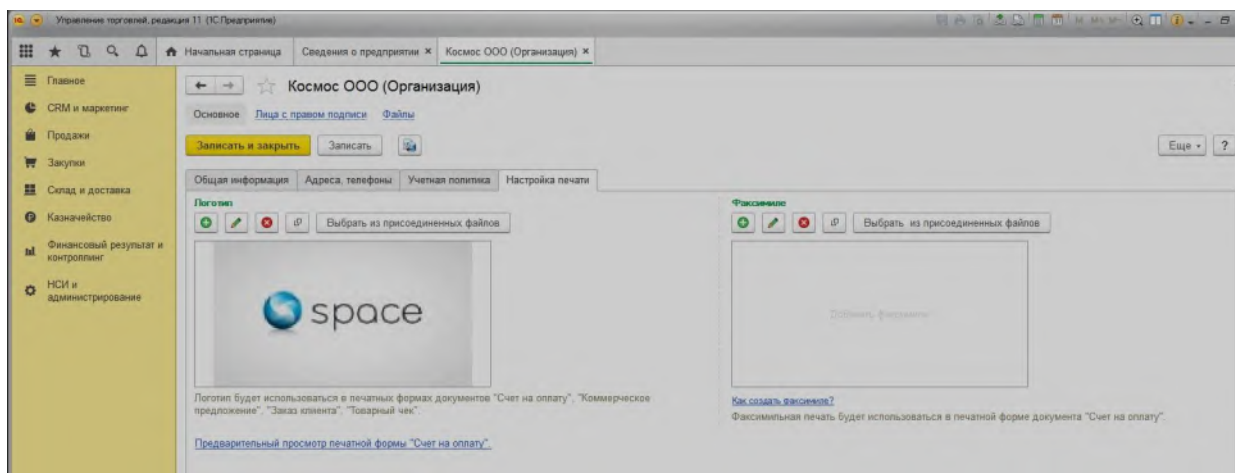 Управление торговлей, редакция 11 (1С:Предприятие)
M M+ M-
Начальная страница
Сведения о предприятии ×
Космос ООО (Организация) ×
Главное
CRM и маркетинг
Продажи
Закупки
Склад и доставка
Казначейство
Финансовый результат и
контроллинг
НСИ и
администрирование
Космос ООО (Организация)
Основное Лица с правом подписи Файлы
Записать и закрыть Записать Еще ?
Общая информация Адреса, телефоны Учетная политика Настройка печати
Логотип
Выбрать из присоединенных файлов
space
Логотип будет использоваться в печатных формах документов "Счет на оплату", "Коммерческое
предложение", "Заказ клиента", "Товарный чек".
Предварительный просмотр печатной формы "Счет на оплату".
Факсимиле
Выбрать из присоединенных файлов
Добавить факсимиле
Как создать факсимиле?
Факсимильная печать будет использоваться в печатной форме документа "Счет на оплату".